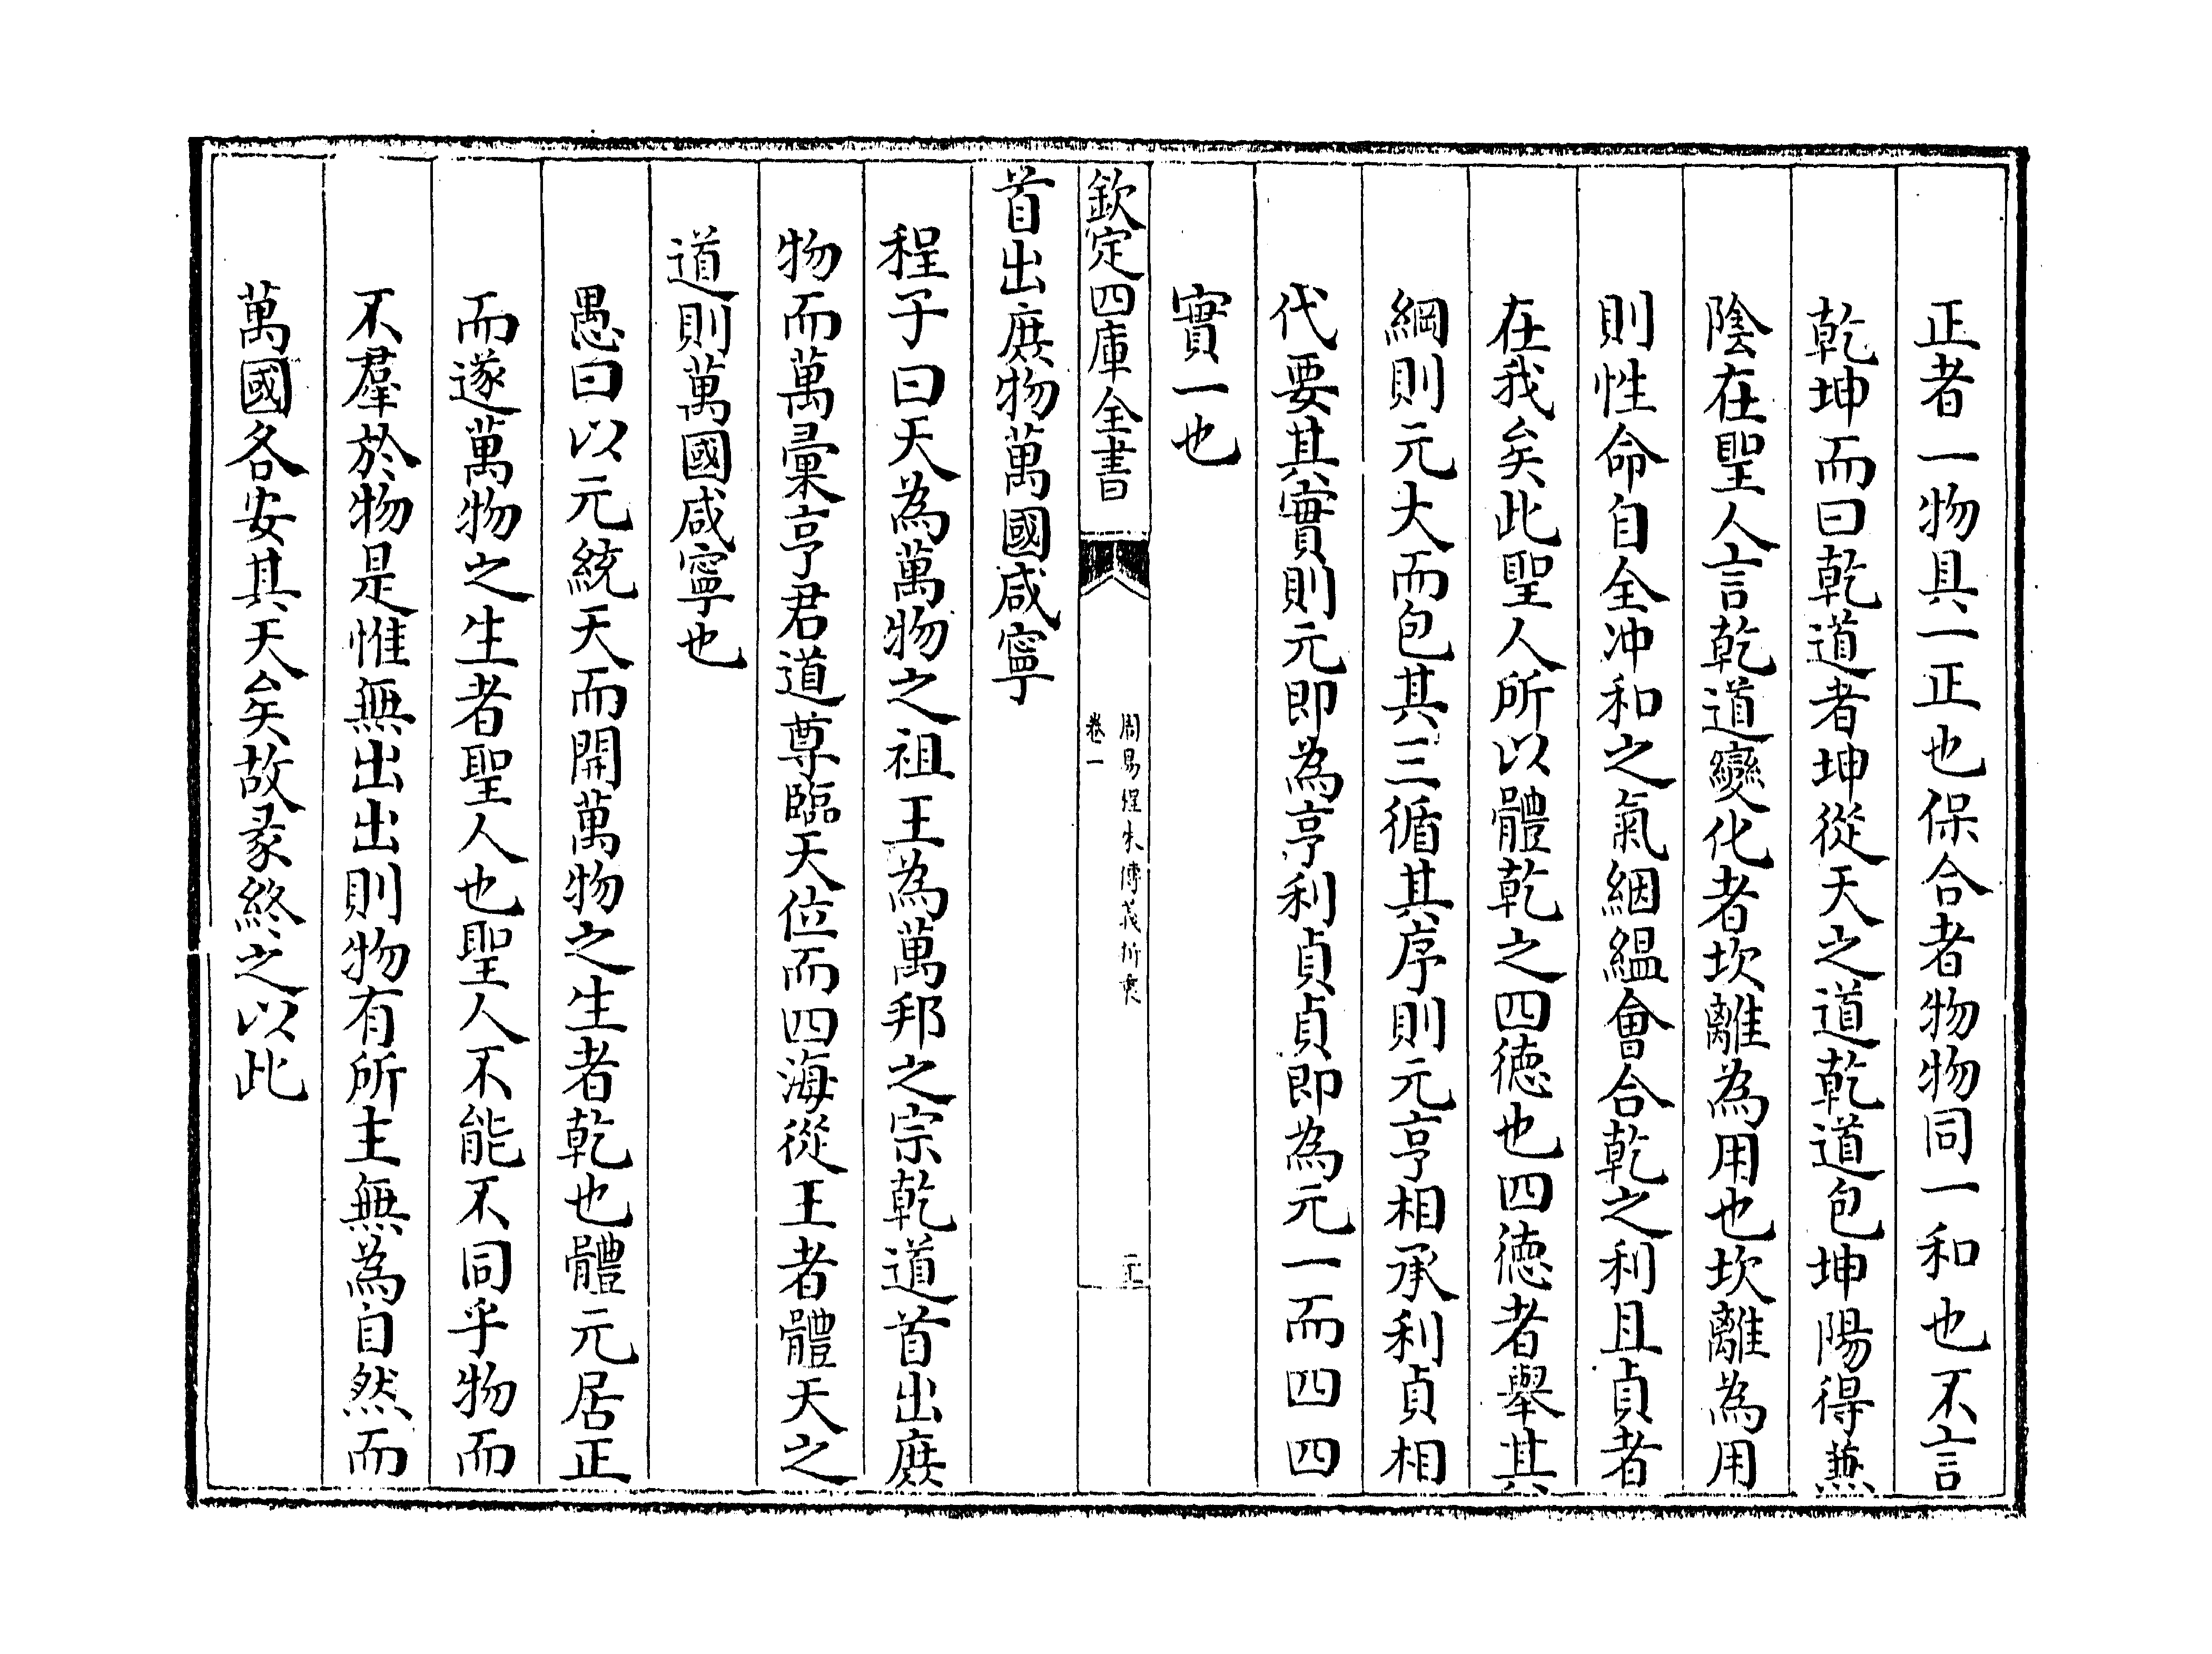 正者一物具一正也保合者物物同一和也不言
乾坤而曰乾道者坤從天之道乾道包坤陽得兼
陰在聖人言乾道變化者坎離為用也坎離為用
則性命自全冲和之氣絪緼會合乾之利且貞者
在我矣此聖人所以體乾之四徳也四徳者舉其
綱則元大而包其三循其序則元亨相承利貞相
代要其實則元即為亨利貞貞即為元一而四四
實一也
欽定四庫全書
周易程朱傳義折衷
卷一
首出庻物萬國咸寧
程子曰天為萬物之祖王為萬邦之宗乾道首出庻
物而萬彚亨君道尊臨天位而四海從王者體天之
道則萬國咸寧也
愚曰以元統天而開萬物之生者乾也體元居正
而遂萬物之生者聖人也聖人不能不同乎物而
不羣於物是惟無出出則物有所主無為自然而
萬國各安其天矣故彖終之以此